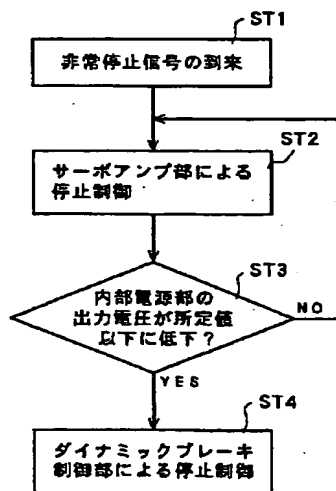 ST1
非常停止信号の到来
ST2
サーボアンプ部による
停止制御
ST3
内部電源部の
出力電圧が所定値
以下に低下?
NO
YES
ST4
ダイナミックブレーキ
制御部による停止制御